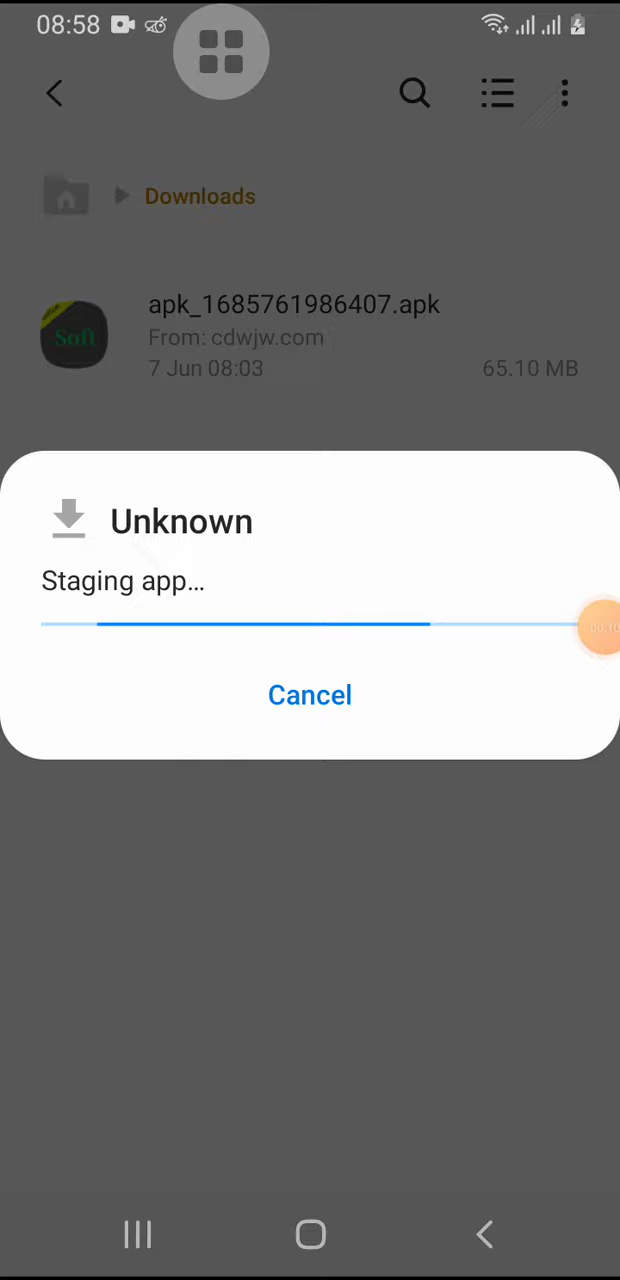 08:58
Downloads
Soft
apk_1685761986407.apk
From: cdwjw.com
7 Jun 08:03
65.10 MB
Unknown
Staging app...
Cancel